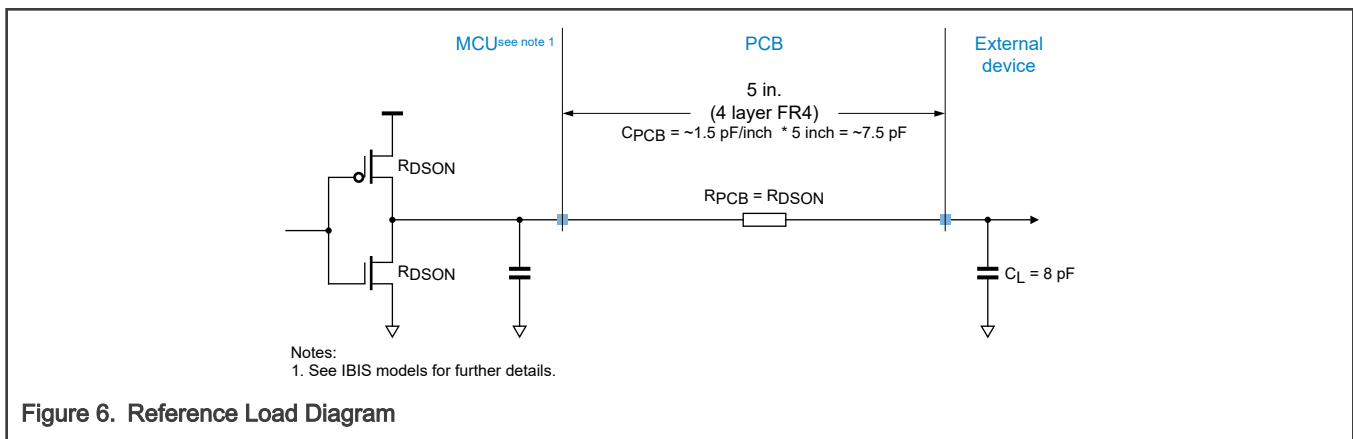 MCUsee note 1
PCB
External
device
5 in.
(4 layer FR4)
CPCB = ~1.5 pF/inch * 5 inch = ~7.5 pF
RDSON
RPCB = RDSON
RDSON
CL = 8 pF
Notes:
1. See IBIS models for further details.
Figure 6. Reference Load Diagram